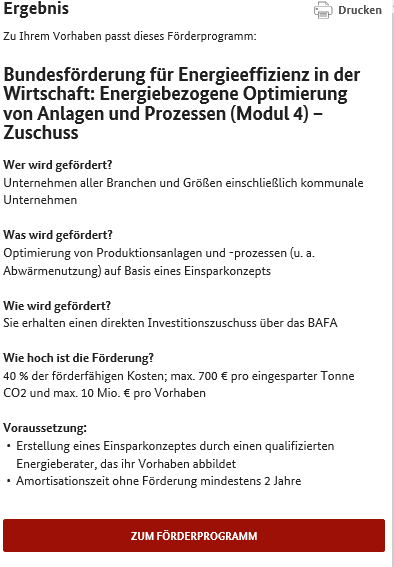 Ergebnis
Drucken
Zu Ihrem Vorhaben passt dieses Förderprogramm:
Bundesförderung für Energieeffizienz in der
Wirtschaft: Energiebezogene Optimierung
von Anlagen und Prozessen (Modul 4) –
Zuschuss
Wer wird gefördert?
Unternehmen aller Branchen und Größen einschließlich kommunale
Unternehmen
Was wird gefördert?
Optimierung von Produktionsanlagen und -prozessen (u. a.
Abwärmenutzung) auf Basis eines Einsparkonzepts
Wie wird gefördert?
Sie erhalten einen direkten Investitionszuschuss über das BAFA
Wie hoch ist die Förderung?
40 % der förderfähigen Kosten; max. 700 € pro eingesparter Tonne
CO2 und max. 10 Mio. € pro Vorhaben
Voraussetzung:
• Erstellung eines Einsparkonzeptes durch einen qualifizierten
Energieberater, das ihr Vorhaben abbildet
• Amortisationszeit ohne Förderung mindestens 2 Jahre
ZUM FÖRDERPROGRAMM